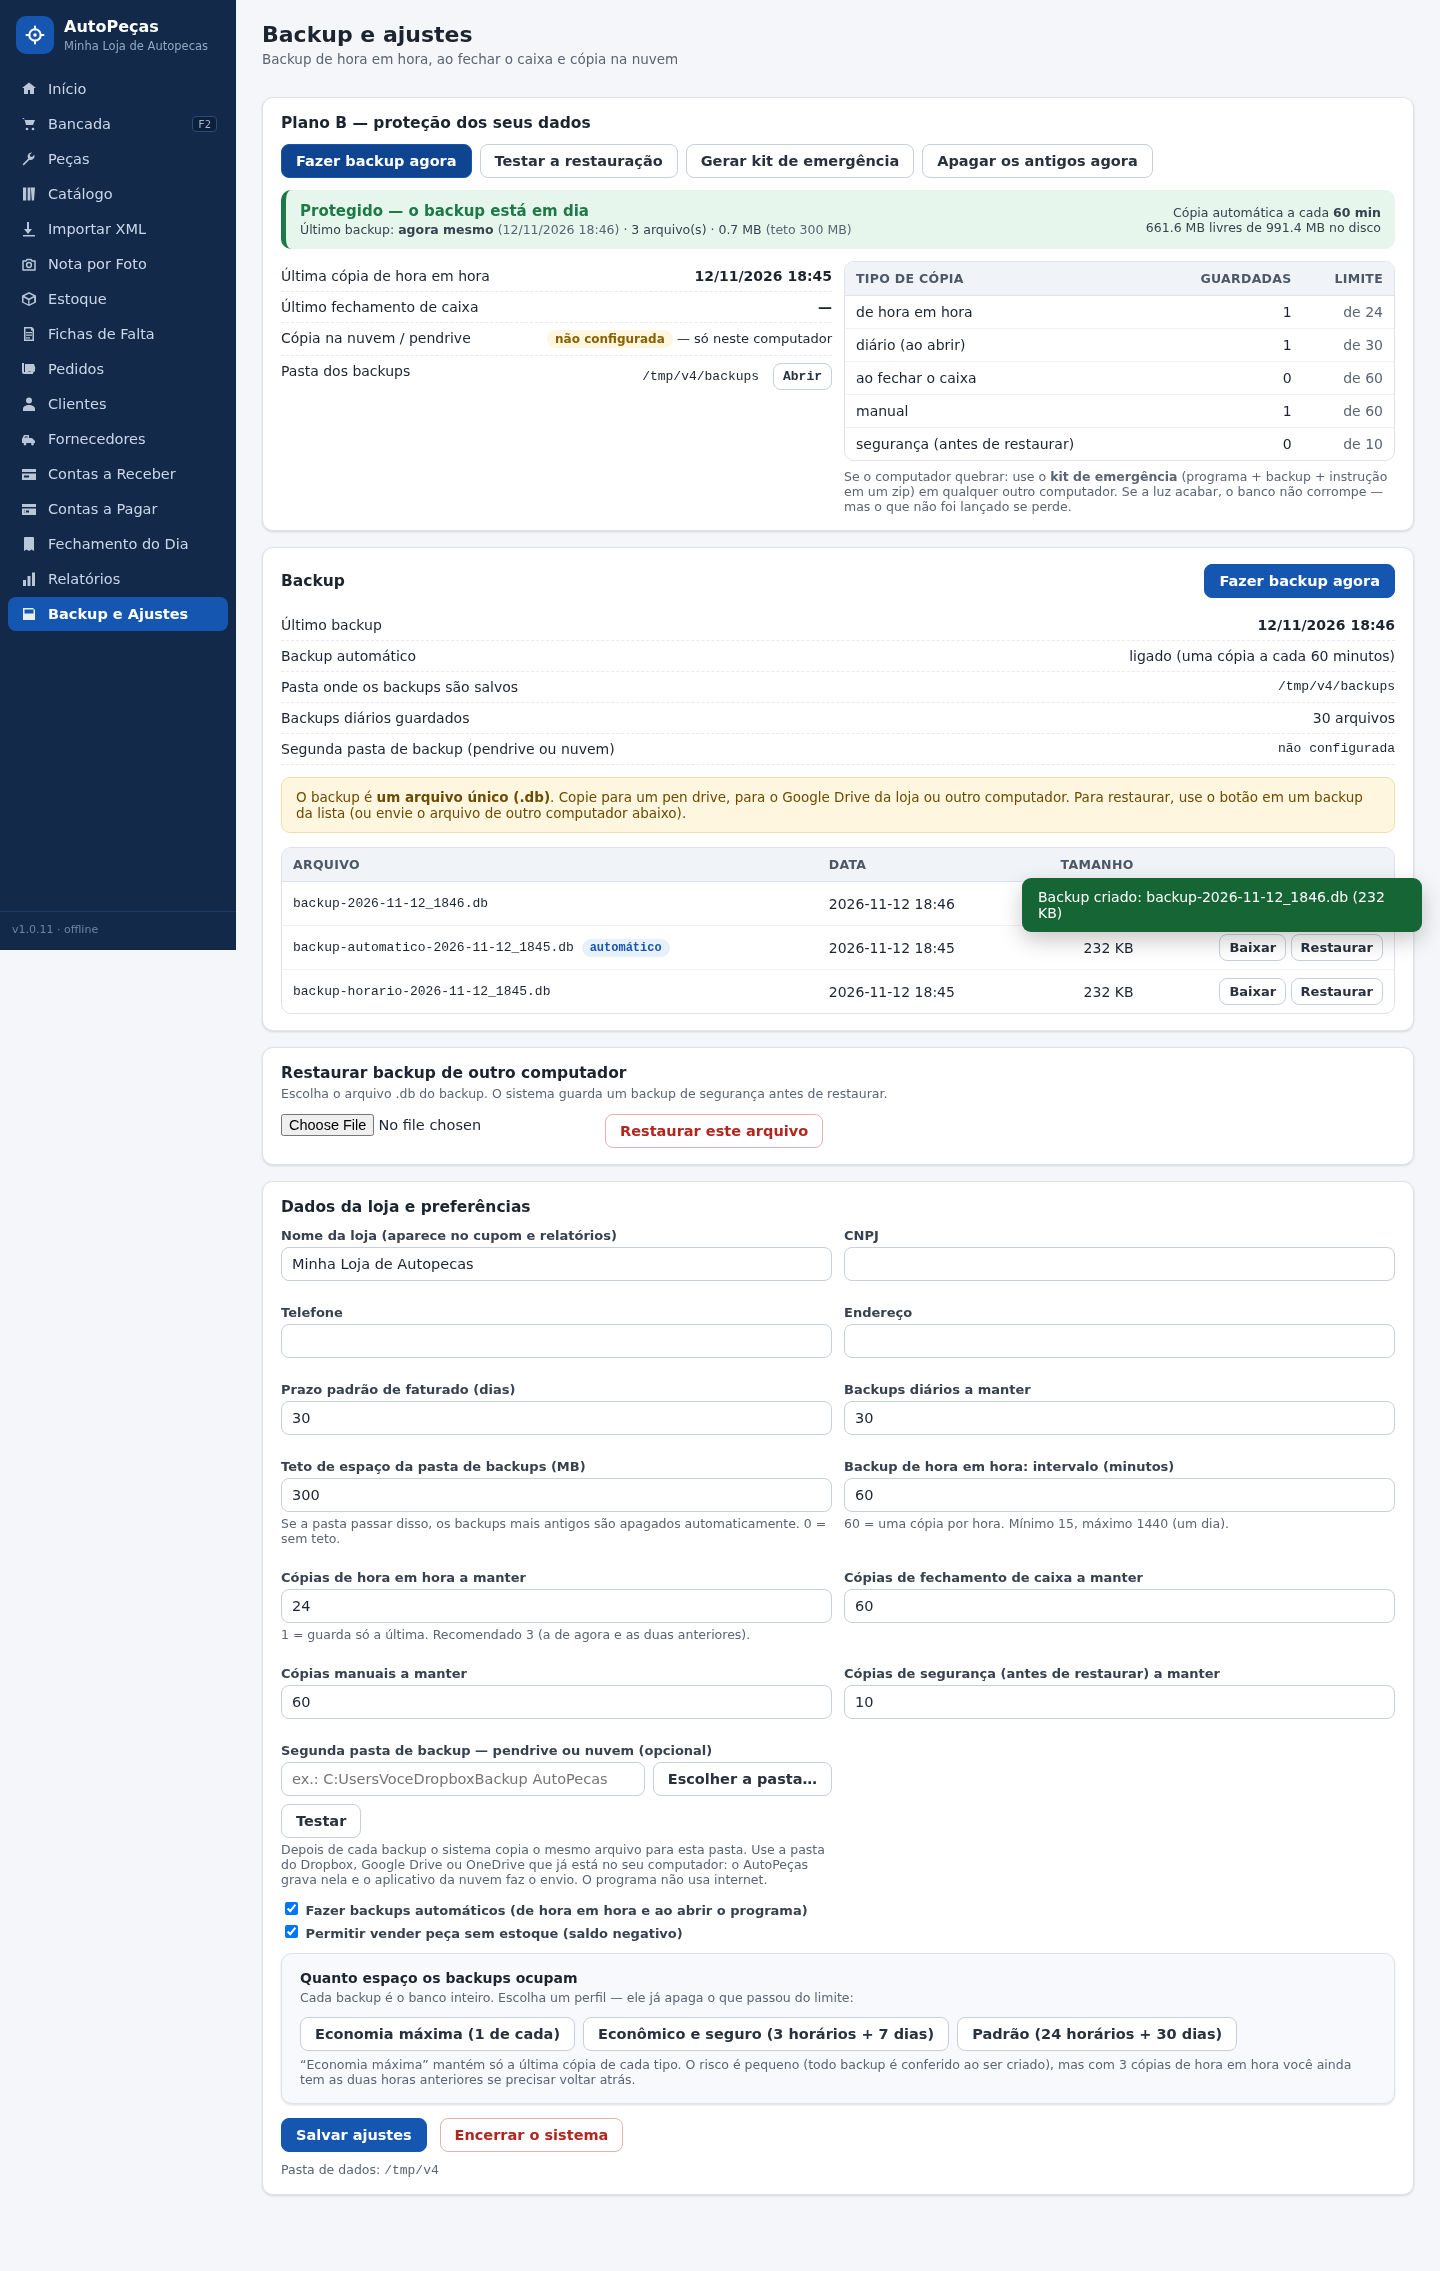 AutoPeças
Minha Loja de Autopecas
Início
Bancada F2
Peças
Catálogo
Importar XML
Nota por Foto
Estoque
Fichas de Falta
Pedidos
Clientes
Fornecedores
Contas a Receber
Contas a Pagar
Fechamento do Dia
Relatórios
Backup e Ajustes
v1.0.11 · offline
Backup e ajustes
Backup de hora em hora, ao fechar o caixa e cópia na nuvem
Plano B — proteção dos seus dados
Fazer backup agora Testar a restauração Gerar kit de emergência Apagar os antigos agora
Protegido — o backup está em dia
Último backup: agora mesmo (12/11/2026 18:46) · 3 arquivo(s) · 0.7 MB (teto 300 MB)
Cópia automática a cada 60 min
661.6 MB livres de 991.4 MB no disco
Última cópia de hora em hora 12/11/2026 18:45
Último fechamento de caixa —
Cópia na nuvem / pendrive não configurada — só neste computador
Pasta dos backups /tmp/v4/backups Abrir
TIPO DE CÓPIA GUARDADAS LIMITE
de hora em hora 1 de 24
diário (ao abrir) 1 de 30
ao fechar o caixa 0 de 60
manual 1 de 60
segurança (antes de restaurar) 0 de 10
Se o computador quebrar: use o kit de emergência (programa + backup + instrução
em um zip) em qualquer outro computador. Se a luz acabar, o banco não corrompe —
mas o que não foi lançado se perde.
Backup Fazer backup agora
Último backup 12/11/2026 18:46
Backup automático ligado (uma cópia a cada 60 minutos)
Pasta onde os backups são salvos /tmp/v4/backups
Backups diários guardados 30 arquivos
Segunda pasta de backup (pendrive ou nuvem) não configurada
O backup é um arquivo único (.db). Copie para um pen drive, para o Google Drive da loja ou outro computador. Para restaurar, use o botão em um backup
da lista (ou envie o arquivo de outro computador abaixo).
ARQUIVO DATA TAMANHO
backup-2026-11-12_1846.db 2026-11-12 18:46
Backup criado: backup-2026-11-12_1846.db (232
KB)
backup-automatico-2026-11-12_1845.db automático 2026-11-12 18:45 232 KB Baixar Restaurar
backup-horario-2026-11-12_1845.db 2026-11-12 18:45 232 KB Baixar Restaurar
Restaurar backup de outro computador
Escolha o arquivo .db do backup. O sistema guarda um backup de segurança antes de restaurar.
Choose File No file chosen Restaurar este arquivo
Dados da loja e preferências
Nome da loja (aparece no cupom e relatórios) CNPJ
Minha Loja de Autopecas
Telefone Endereço
Prazo padrão de faturado (dias) Backups diários a manter
30 30
Teto de espaço da pasta de backups (MB) Backup de hora em hora: intervalo (minutos)
300 60
Se a pasta passar disso, os backups mais antigos são apagados automaticamente. 0 =
sem teto.
60 = uma cópia por hora. Mínimo 15, máximo 1440 (um dia).
Cópias de hora em hora a manter Cópias de fechamento de caixa a manter
24 60
1 = guarda só a última. Recomendado 3 (a de agora e as duas anteriores).
Cópias manuais a manter Cópias de segurança (antes de restaurar) a manter
60 10
Segunda pasta de backup — pendrive ou nuvem (opcional)
ex.: C:UsersVoceDropboxBackup AutoPecas Escolher a pasta…
Testar
Depois de cada backup o sistema copia o mesmo arquivo para esta pasta. Use a pasta
do Dropbox, Google Drive ou OneDrive que já está no seu computador: o AutoPeças
grava nela e o aplicativo da nuvem faz o envio. O programa não usa internet.
Fazer backups automáticos (de hora em hora e ao abrir o programa)
Permitir vender peça sem estoque (saldo negativo)
Quanto espaço os backups ocupam
Cada backup é o banco inteiro. Escolha um perfil — ele já apaga o que passou do limite:
Economia máxima (1 de cada) Econômico e seguro (3 horários + 7 dias) Padrão (24 horários + 30 dias)
“Economia máxima” mantém só a última cópia de cada tipo. O risco é pequeno (todo backup é conferido ao ser criado), mas com 3 cópias de hora em hora você ainda
tem as duas horas anteriores se precisar voltar atrás.
Salvar ajustes Encerrar o sistema
Pasta de dados: /tmp/v4